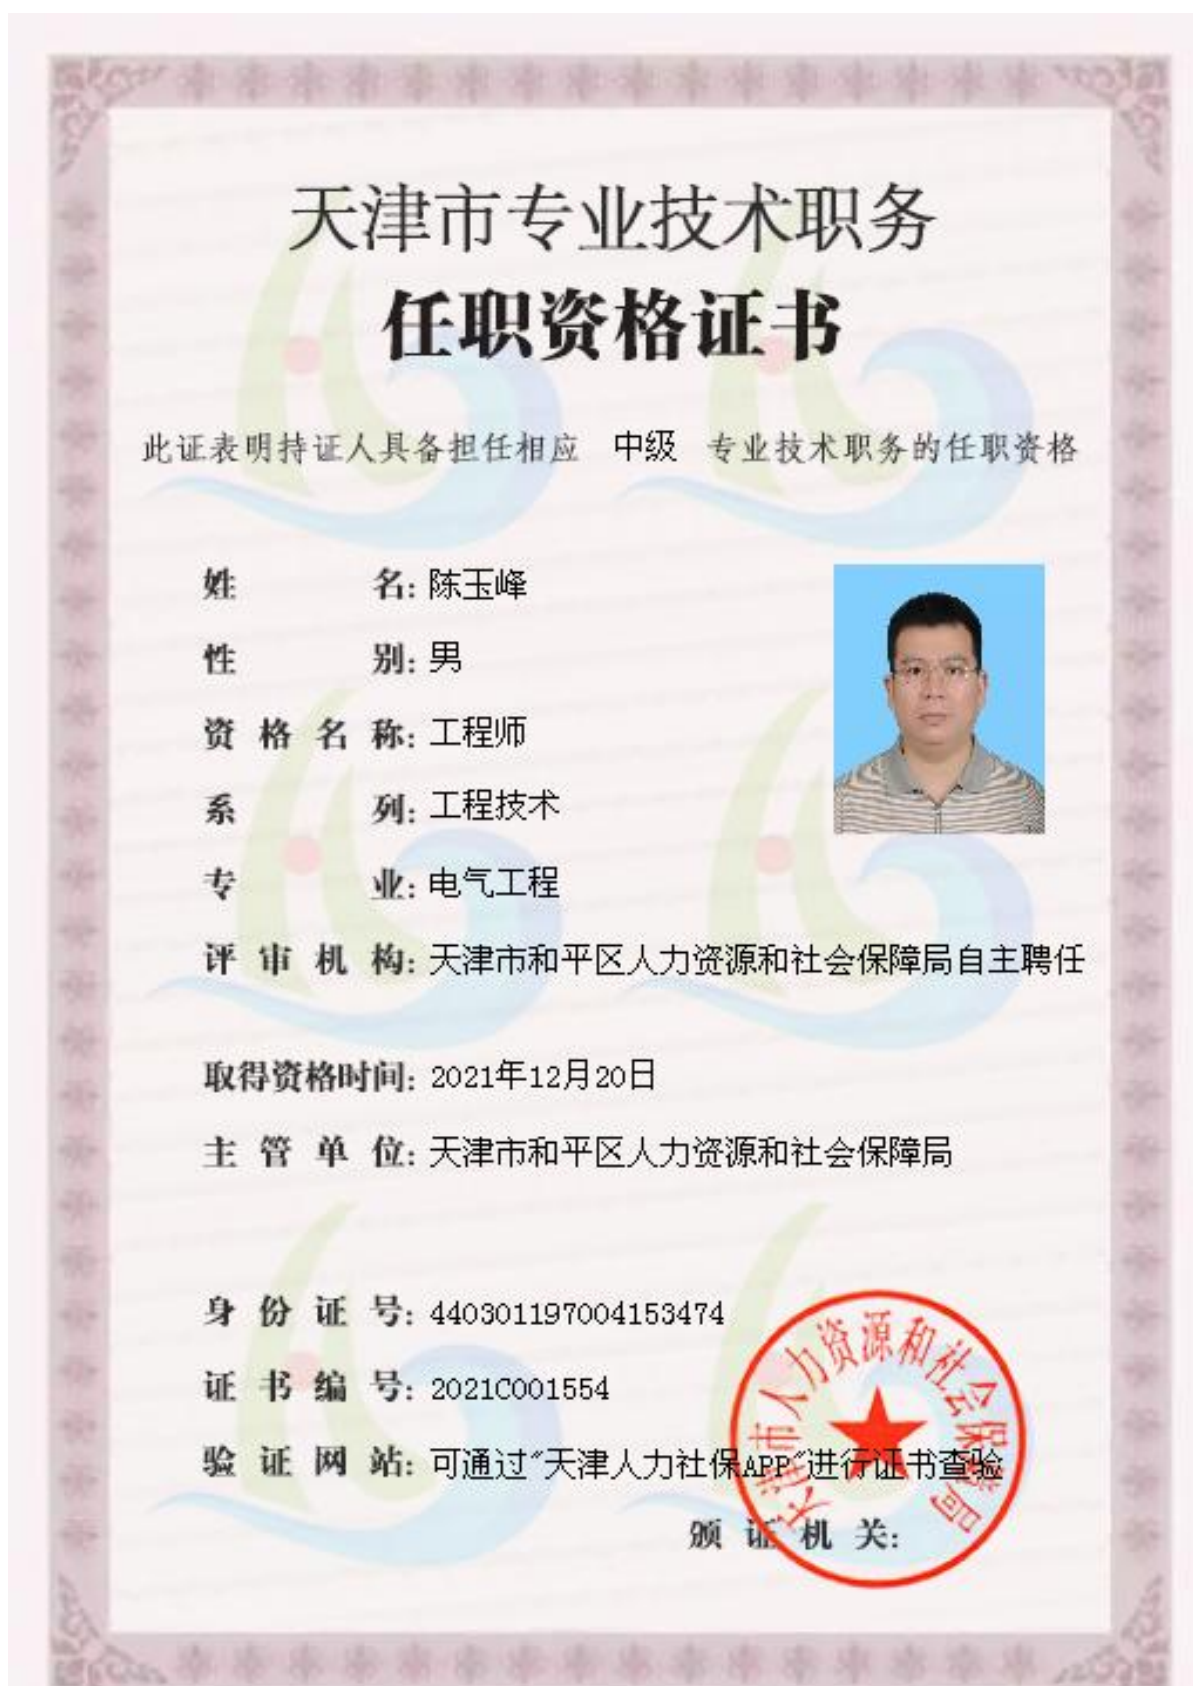 天津市专业技术职务
任职资格证书
此证表明持证人具备担任相应 中级 专业技术职务的任职资格
姓名: 陈玉峰
性别: 男
资格名称: 工程师
系列: 工程技术
专业: 电气工程
评审机构: 天津市和平区人力资源和社会保障局自主聘任
取得资格时间: 2021年12月20日
主管单位: 天津市和平区人力资源和社会保障局
身份证号: 440301197004153474
证书编号: 2021C001554
验证网站: 可通过"天津人力社保APP"进行证书查验
颁证机关:
天津市人力资源和社会保障局